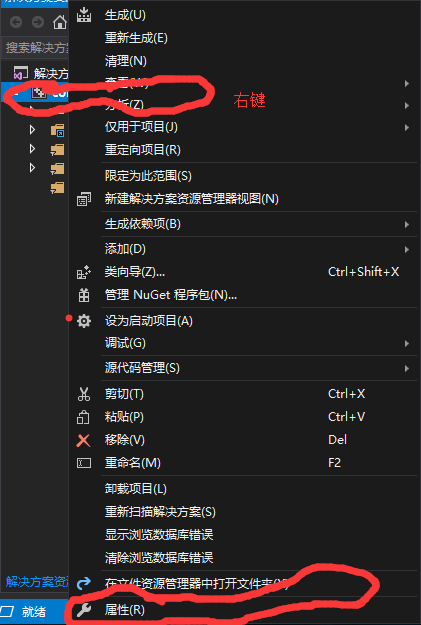 生成(U)
重新生成(E)
搜索解决方
清理(N)
解决方
分析(Z)
右键
仅用于项目(J)
重定向项目(R)
限定为此范围(S)
新建解决方案资源管理器视图(N)
生成依赖项(B)
添加(D)
类向导(Z)... Ctrl+Shift+X
管理 NuGet 程序包(N)...
设为启动项目(A)
调试(G)
源代码管理(S)
剪切(T) Ctrl+X
粘贴(P) Ctrl+V
移除(V) Del
重命名(M) F2
卸载项目(L)
重新扫描解决方案(S)
显示浏览数据库错误
清除浏览数据库错误
解决方案资源
在文件资源管理器中打开文件夹(X)
就绪
属性(R)